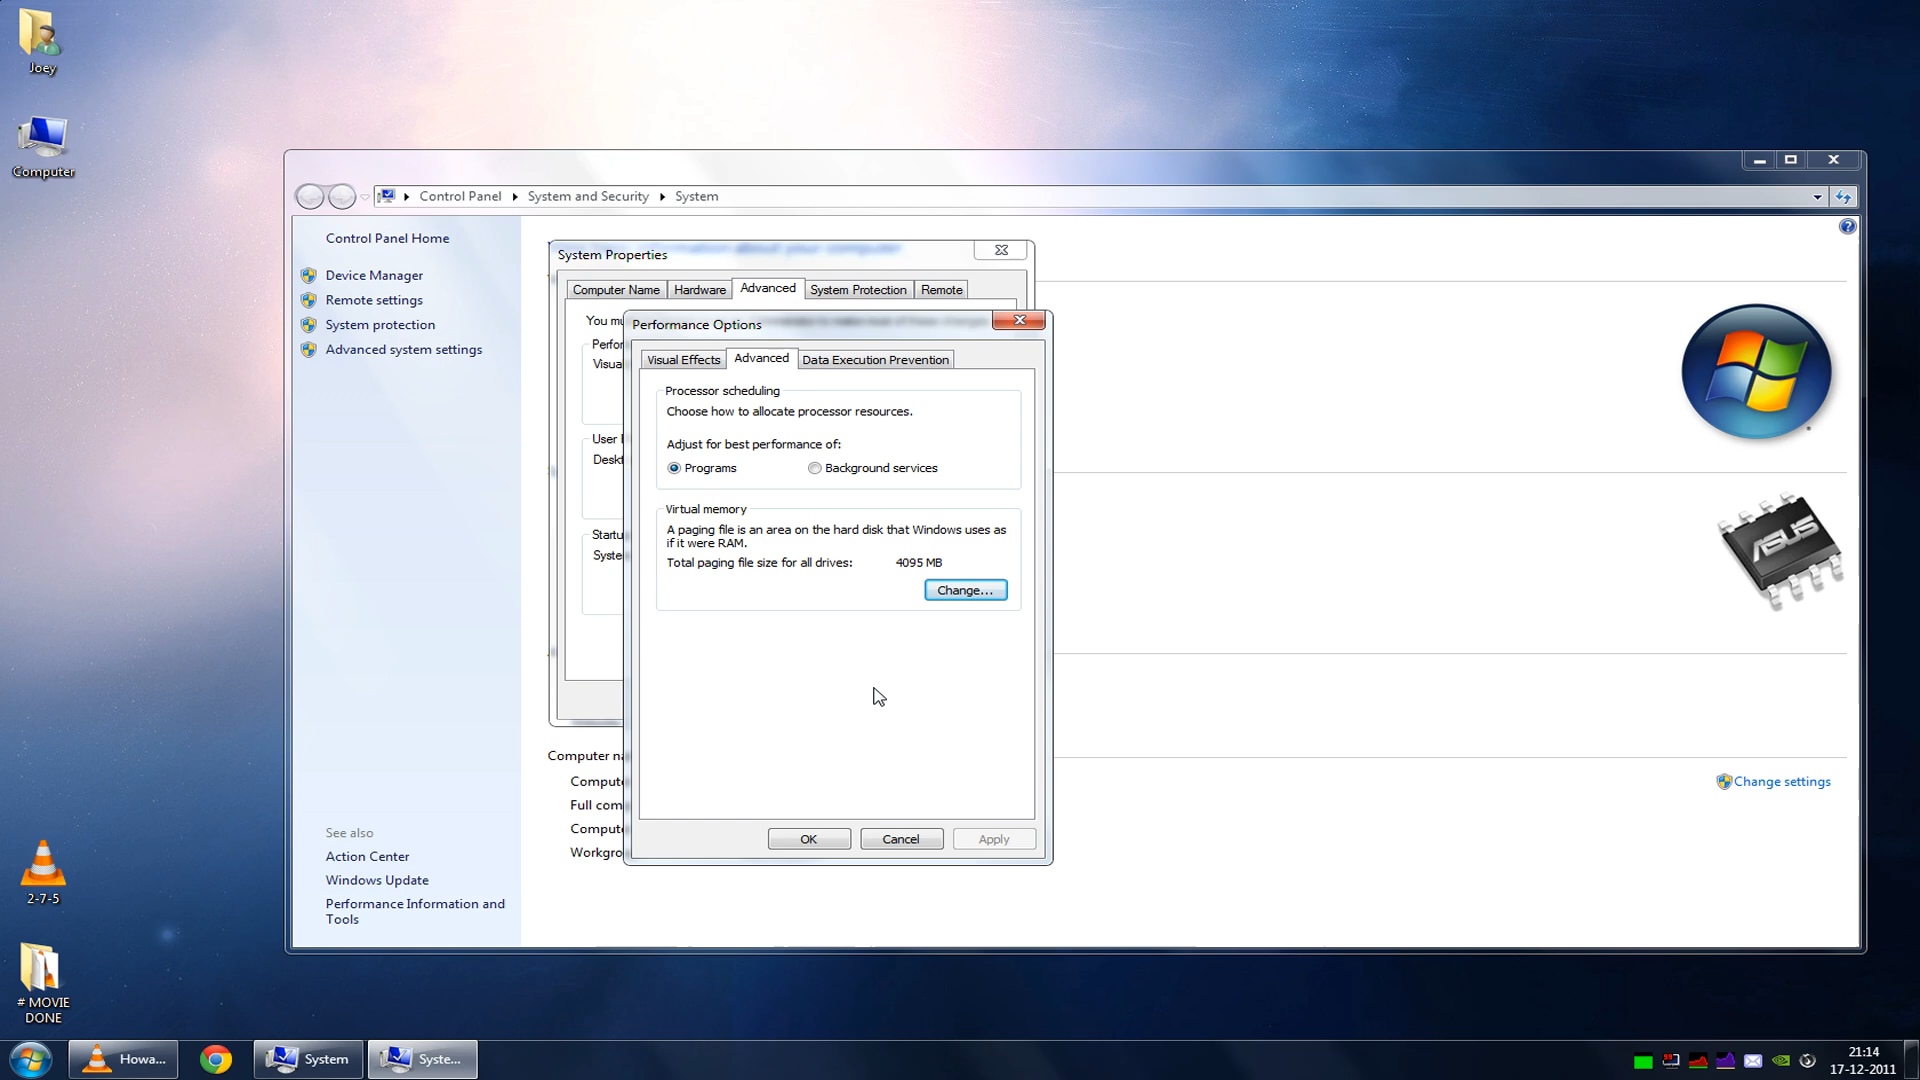 Joey
Computer
Control Panel
System and Security
System
Control Panel Home
Device Manager
Remote settings
System protection
Advanced system settings
information about your computer
System Properties
Computer Name
Hardware
Advanced
System Protection
Remote
You mu
Perfor
Visua
User
Deskt
Startu
Syste
Performance Options
Visual Effects
Advanced
Data Execution Prevention
Processor scheduling
Choose how to allocate processor resources.
Adjust for best performance of:
Programs
Background services
Virtual memory
A paging file is an area on the hard disk that Windows uses as
if it were RAM.
Total paging file size for all drives: 4095 MB
Change...
OK
Cancel
Apply
ASUS
Computer na
Compute
Full com
Compute
Workgro
Change settings
See also
Action Center
Windows Update
Performance Information and
Tools
2-7-5
# MOVIE
DONE
Howa...
System
Syste...
21:14
17-12-2011